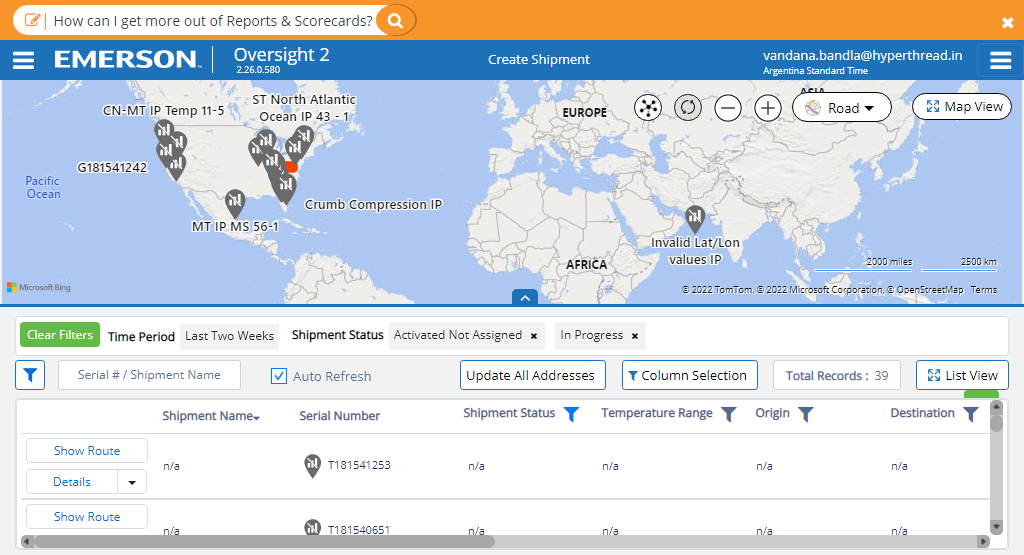 How can I get more out of Reports & Scorecards?
EMERSON
Oversight 2
2.26.0.580
Create Shipment
vandana.bandla@hyperthread.in
Argentina Standard Time
ASIA
CN-MT IP Temp 11-5
ST North Atlantic
Ocean IP 43 - 1
EUROPE
Road
Map View
G181541242
Pacific
Ocean
Crumb Compression IP
MT IP MS 56-1
Invalid Lat/Lon
values IP
AFRICA
2000 miles
2500 km
Microsoft Bing
© 2022 TomTom, © 2022 Microsoft Corporation, © OpenStreetMap Terms
Clear Filters
Time Period
Last Two Weeks
Shipment Status
Activated Not Assigned ×
In Progress ×
Serial # / Shipment Name
Auto Refresh
Update All Addresses
Column Selection
Total Records : 39
List View
Shipment Name
Serial Number
Shipment Status
Temperature Range
Origin
Destination
Show Route
Details
n/a
T181541253
n/a
n/a
n/a
n/a
Show Route
n/a
T181540651
n/a
n/a
n/a
n/a